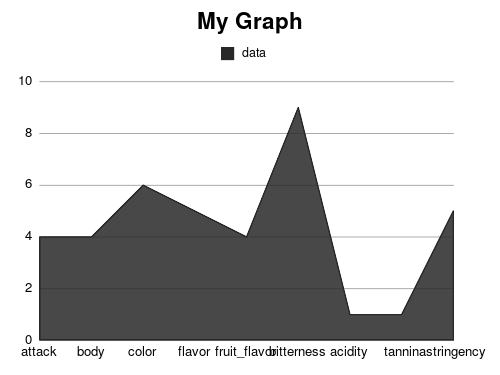 My Graph
data
10
8
6
4
2
0
attack body color flavor fruit_flavor bitterness acidity tannin astringency